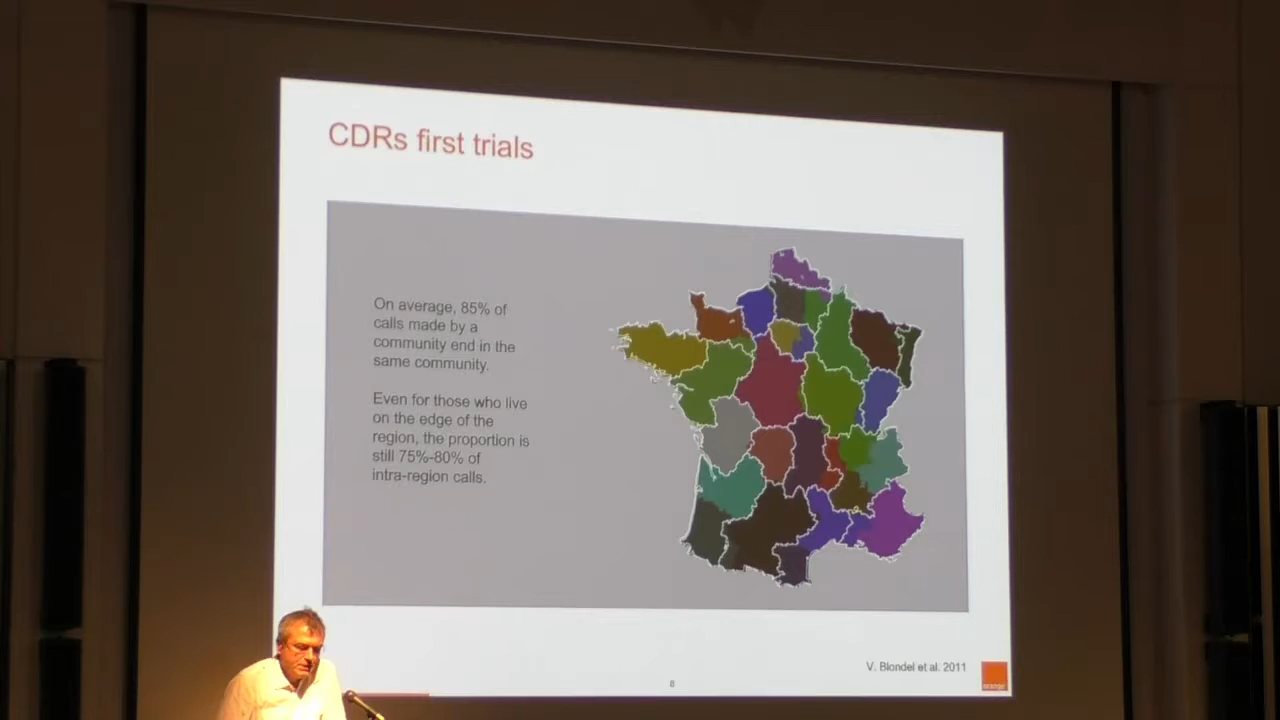 CDRs first trials
On average, 85% of
calls made by a
community end in the
same community.
Even for those who live
on the edge of the
region, the proportion is
still 75%-80% of
intra-region calls.
V. Blondel et al. 2011
8
orange